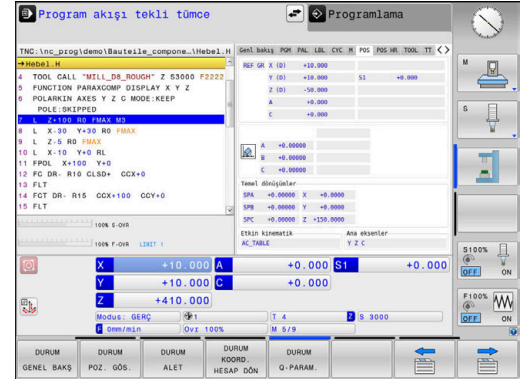 Program akışı tekli tümce
Programlama
TNC:\nc_prog\demo\Bauteile_compone…\Hebel.H
→Hebel.H
4 TOOL CALL "MILL_D8_ROUGH" Z S3000 F2222
5 FUNCTION PARAXCOMP DISPLAY X Y Z
6 POLARKIN AXES Y Z C MODE:KEEP
POLE:SKIPPED
7 L Z+100 R0 FMAX M3
8 L X-30 Y+30 R0 FMAX
9 L Z-5 R0 FMAX
10 L X-10 Y+0 RL
11 FPOL X+100 Y+0
12 FC DR- R10 CLSD+ CCX+0
13 FLT
14 FCT DR- R15 CCX+100 CCY+0
15 FLT
100% S-OVR
100% F-OVR LIMIT 1
Genl bakış PGM PAL LBL CYC M POS POS HR TOOL TT
REF GR X (D) +10.000
Y (D) +10.000 S1 +0.000
Z (D) -50.000
A +0.000
C +0.000
A +0.00000
B +0.00000
C +0.00000
Temel dönüşümler
SPA +0.00000 X +0.0000
SPB +0.00000 Y +0.0000
SPC +0.00000 Z +150.0000
Etkin kinematik Ana eksenler
AC_TABLE Y Z C
X +10.000 A +0.000 S1 +0.000
Y +10.000 C +0.000
Z +410.000
Modus: GERÇ 1 T 4 Z S 3000
F 0mm/min Ovr 100% M 5/9
M
S
S100%
OFF ON
F100%
OFF ON
DURUM GENEL BAKŞ
DURUM POZ. GÖS.
DURUM ALET
DURUM KOORD. HESAP DÖN
DURUM Q-PARAM.